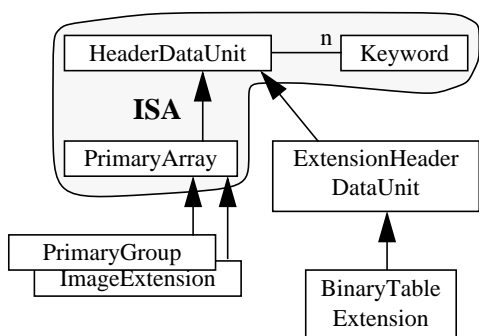 HeaderDataUnit
n
Keyword
ISA
PrimaryArray
ExtensionHeader
DataUnit
PrimaryGroup
ImageExtension
BinaryTable
Extension